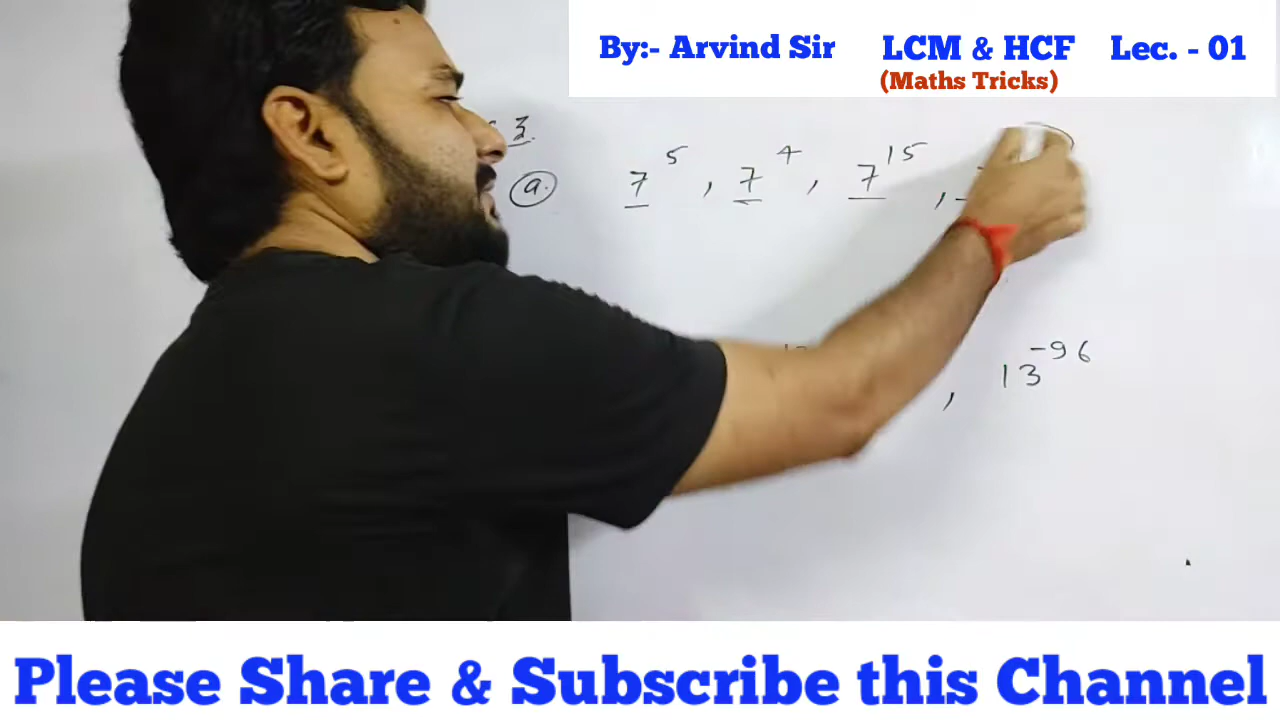 By:- Arvind Sir LCM & HCF Lec. - 01
(Maths Tricks)
3.
a. 7^5, 7^4, 7^15,
, 13^-96
Please Share & Subscribe this Channel